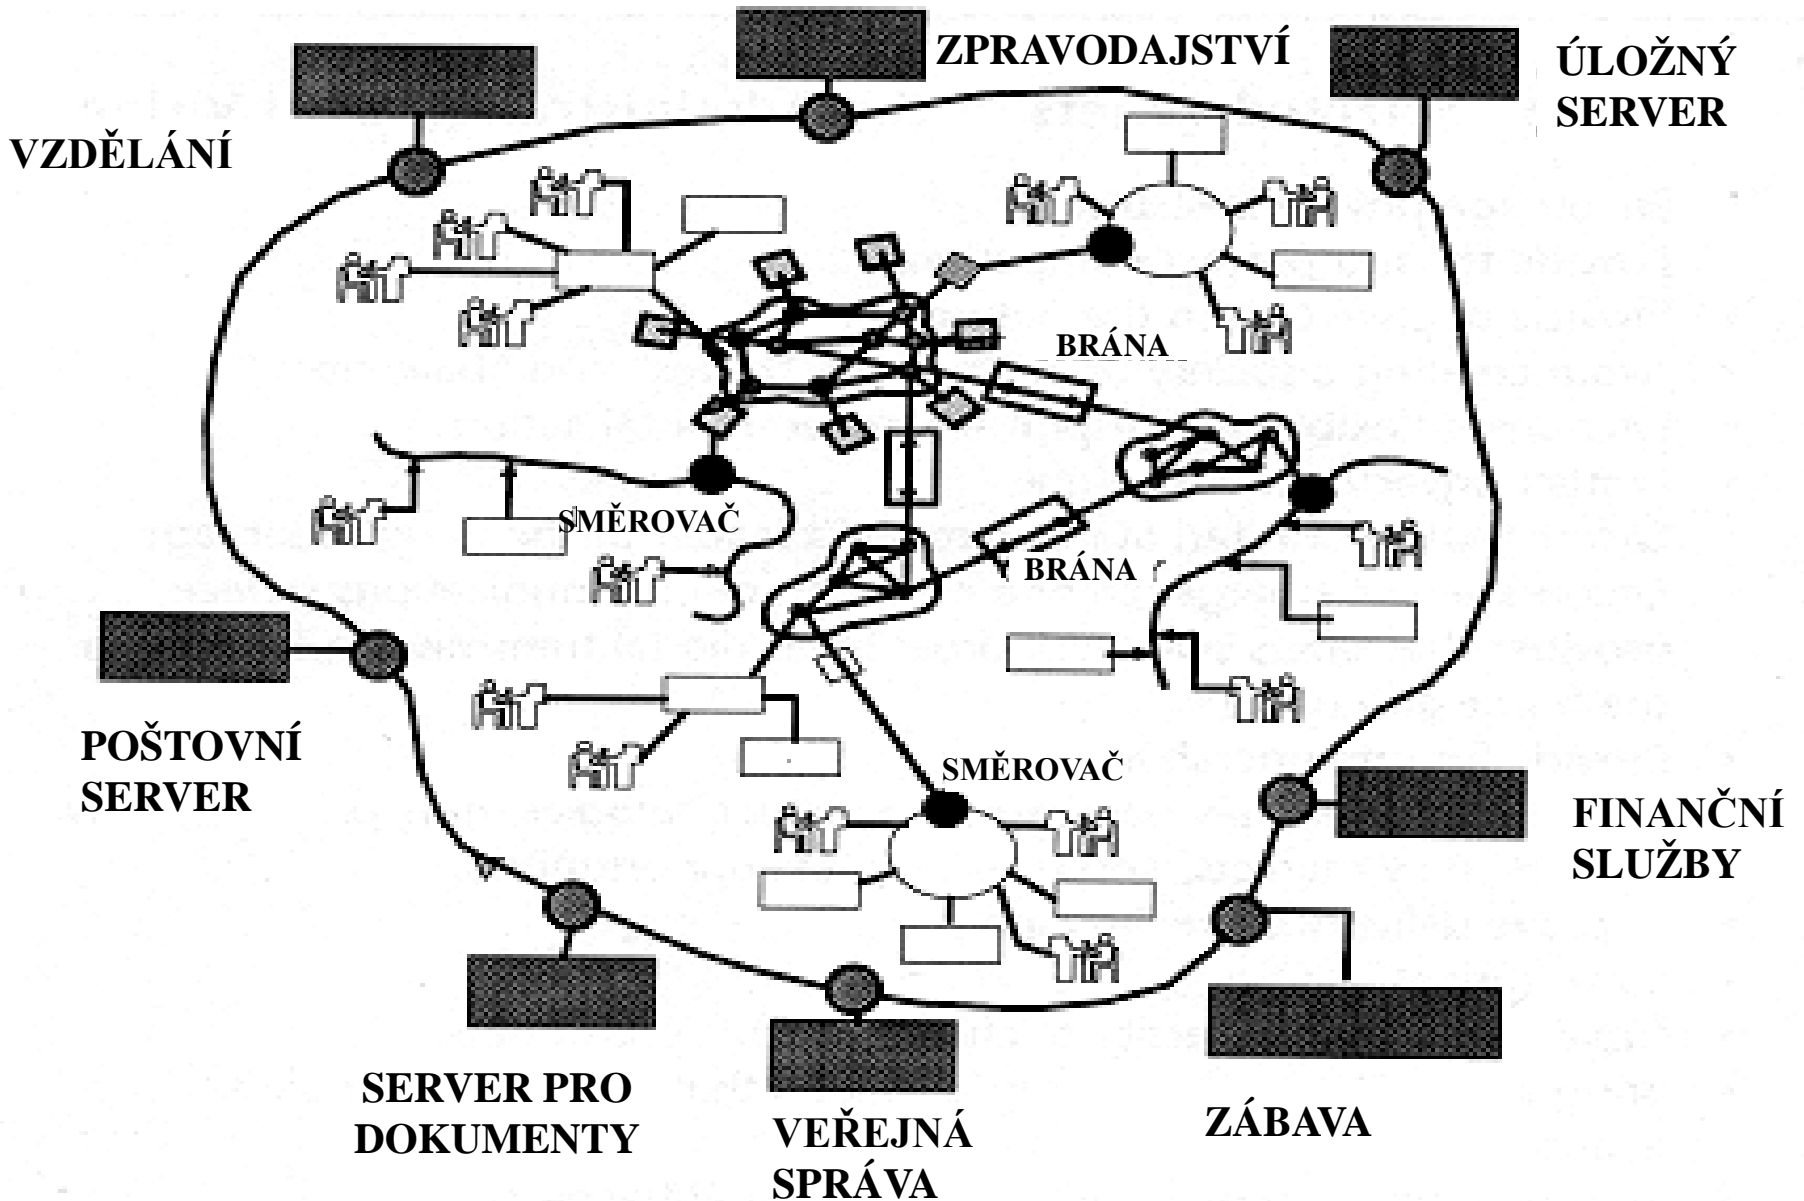 ZPRAVODAJSTVÍ
ÚLOŽNÝ
SERVER
VZDĚLÁNÍ
BRÁNA
SMĚROVAČ
BRÁNA
POŠTOVNÍ
SERVER
SMĚROVAČ
FINANČNÍ
SLUŽBY
SERVER PRO
DOKUMENTY
VEŘEJNÁ
SPRÁVA
ZÁBAVA